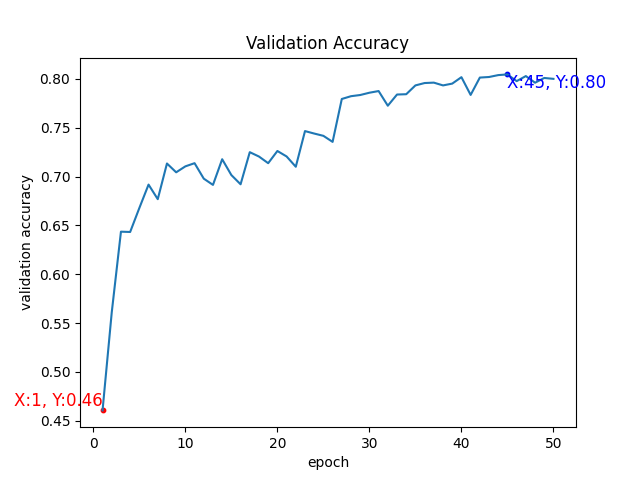 Validation Accuracy
0.80
0.75
0.70
0.65
0.60
0.55
0.50
0.45
validation accuracy
X:45, Y:0.80
X:1, Y:0.46
0 10 20 30 40 50
epoch